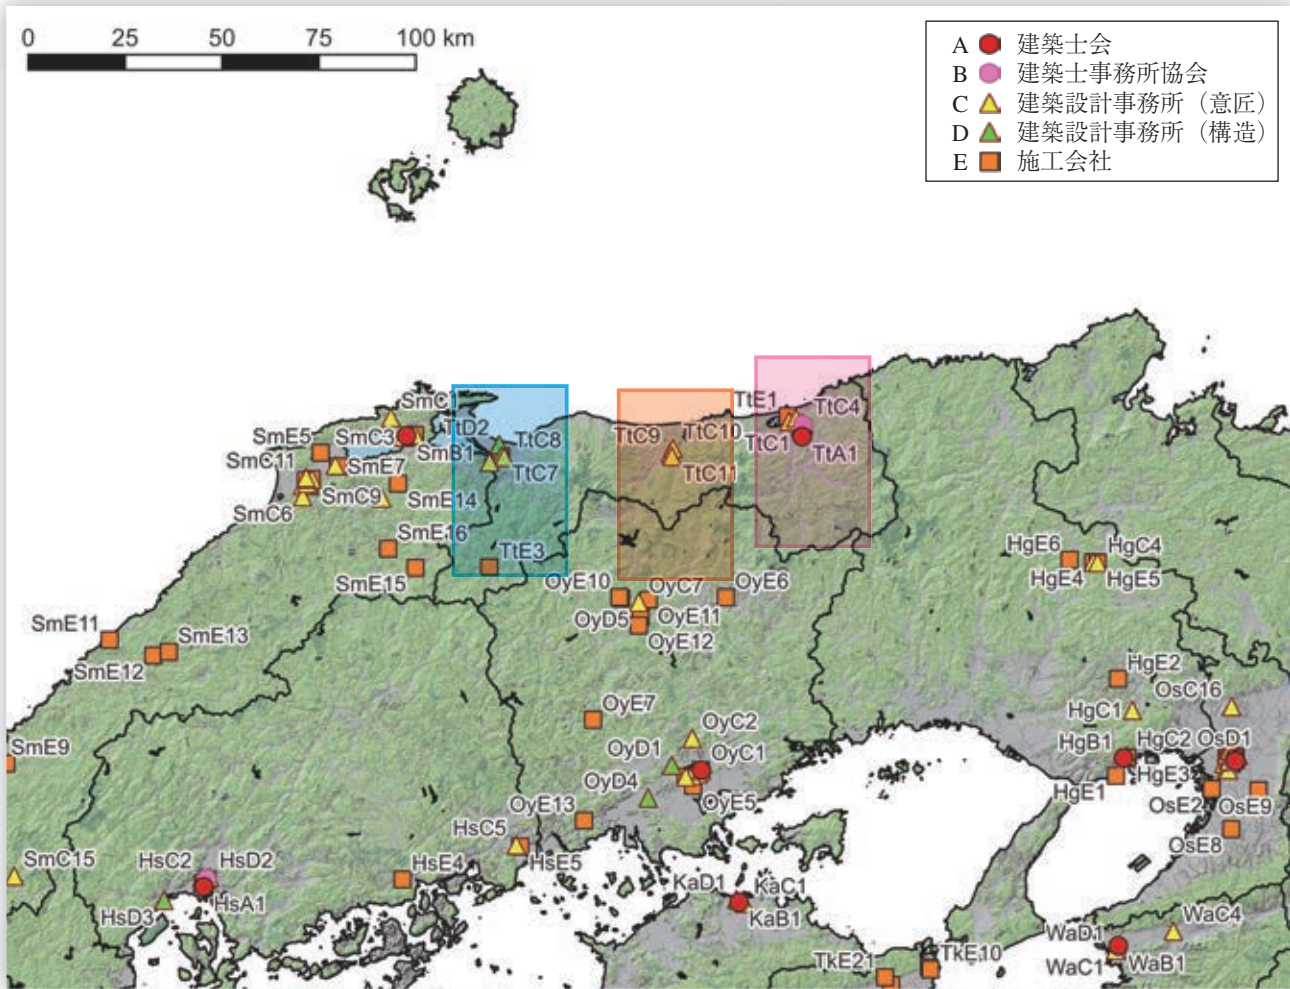 0 25 50 75 100 km
A 建築士会
B 建築士事務所協会
C 建築設計事務所（意匠）
D 建築設計事務所（構造）
E 施工会社
TtE1
TtC4
SmC
TtD2
SmE5
SmC3
SmB1
TtC8
TtC9
TtC10
TtC1
TtA1
SmC11
SmE7
TtC7
TtC11
SmC9
SmE14
SmC6
SmE16
TtE3
HgE6
HgC4
SmE15
OyE10
OyC7
OyE6
HgE4
HgE5
SmE11
SmE13
OyD5
OyE11
OyE12
SmE12
HgE2
OsC16
OyE7
OyC2
HgC1
SmE9
OyD1
OyC1
HgB1
HgC2
OsD1
OyD4
HgE3
HgE1
OyE13
OyE5
OsE2
OsE9
HsC5
OsE8
SmC15
HsC2
HsD2
HsE4
HsE5
KaD1
KaC1
HsD3
HsA1
KaB1
WaC4
WaD1
TkE21
TkE10
WaC1
WaB1